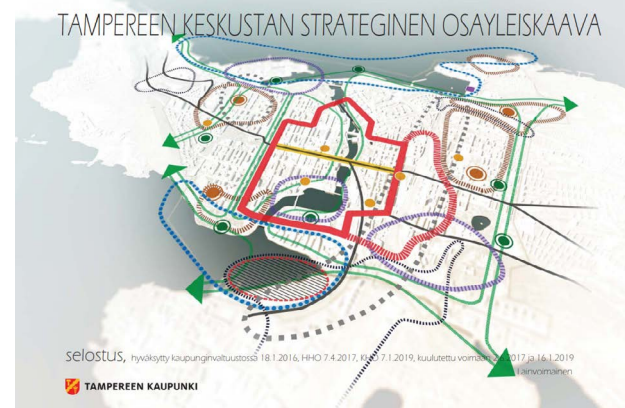 TAMPEREEN KESKUSTAN STRATEGINEN OSAYLEISKAAVA
selostus, hyväksytty kaupunginvaltuustossa 18.1.2016, HHO 7.4.2017, KHO 7.1.2019, kuulutettu voimaan 2017 ja 16.1.2019
Lainvoimainen
TAMPEREEN KAUPUNKI